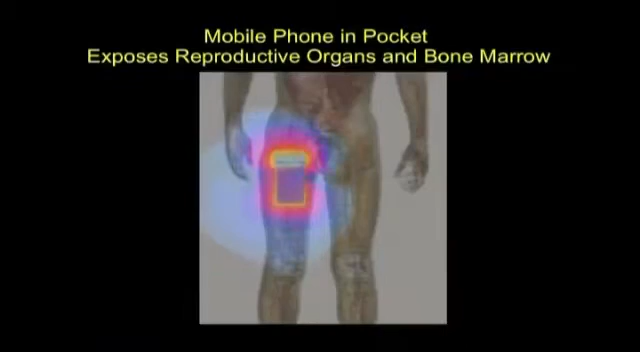 Mobile Phone in Pocket
Exposes Reproductive Organs and Bone Marrow